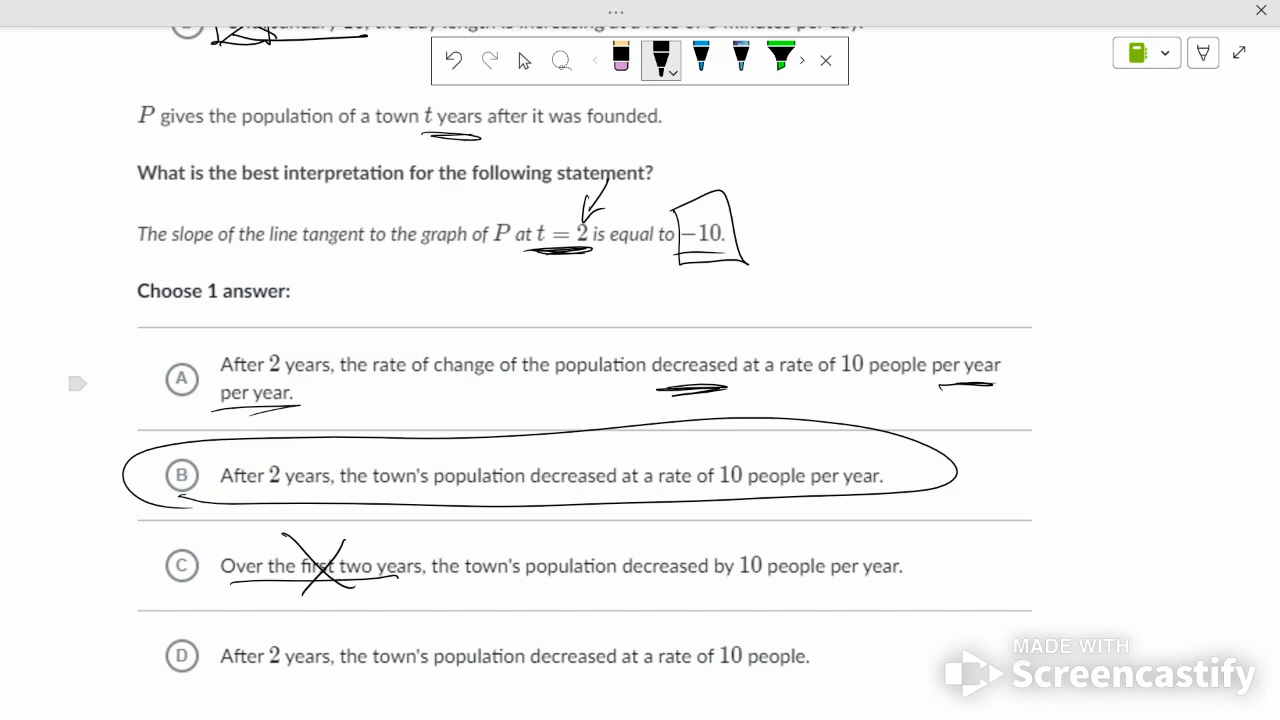 P gives the population of a town t years after it was founded.
What is the best interpretation for the following statement?
The slope of the line tangent to the graph of P at t = 2 is equal to −10.
Choose 1 answer:
A After 2 years, the rate of change of the population decreased at a rate of 10 people per year
per year.
B After 2 years, the town's population decreased at a rate of 10 people per year.
C Over the first two years, the town's population decreased by 10 people per year.
D After 2 years, the town's population decreased at a rate of 10 people.
MADE WITH
Screencastify